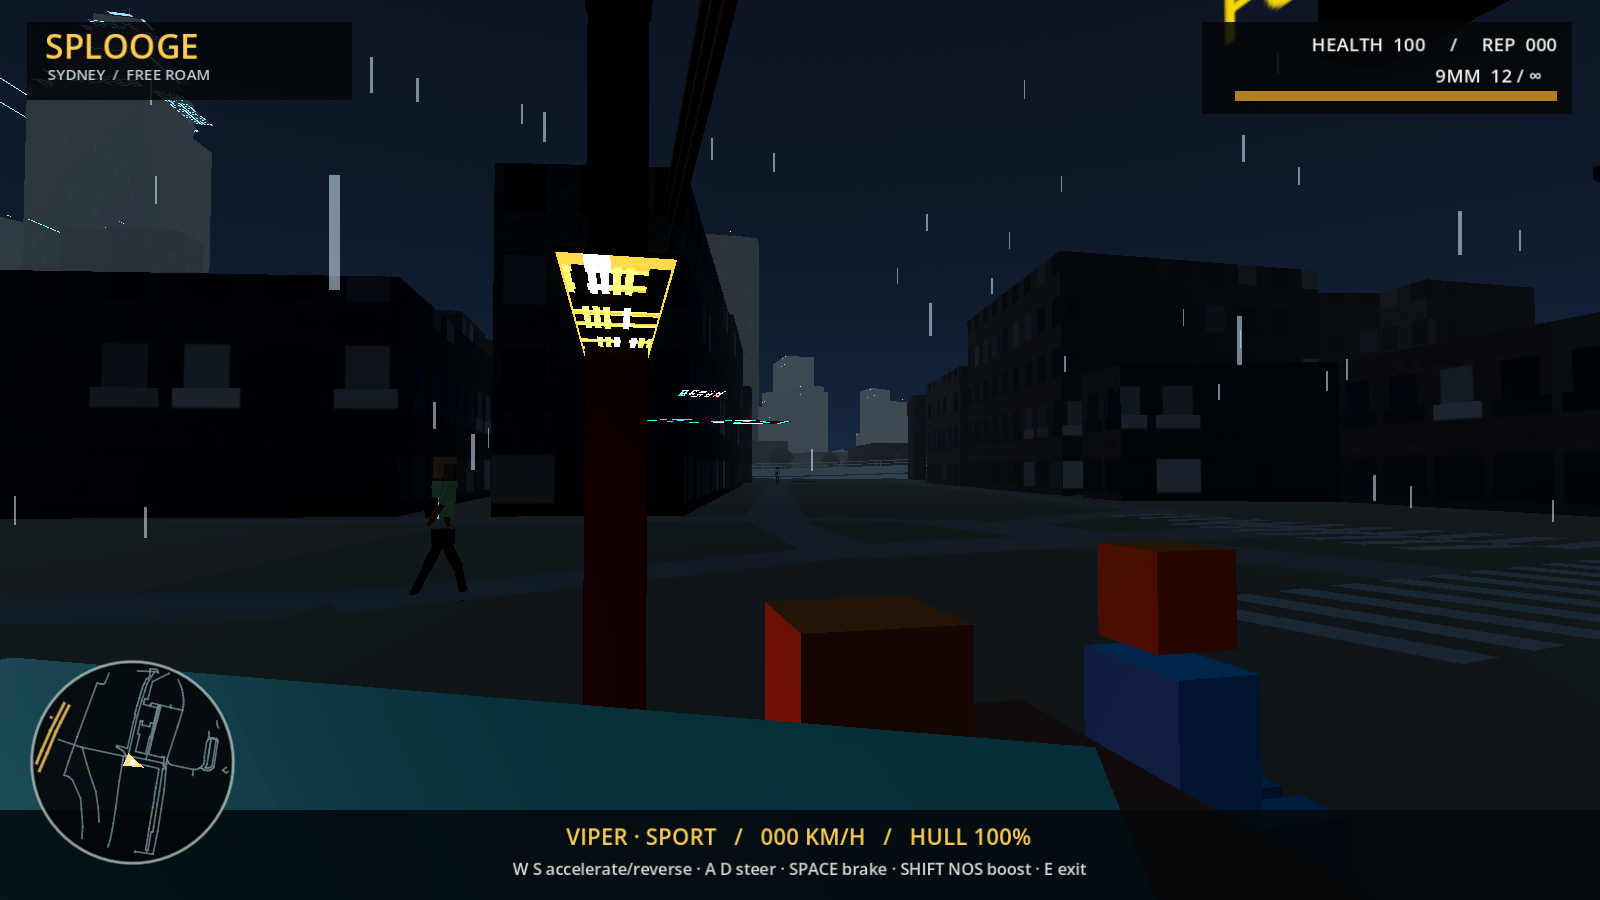 SPLOOGE
SYDNEY / FREE ROAM
HEALTH 100 / REP 000
9MM 12 / ∞
VIPER · SPORT / 000 KM/H / HULL 100%
W S accelerate/reverse · A D steer · SPACE brake · SHIFT NOS boost · E exit